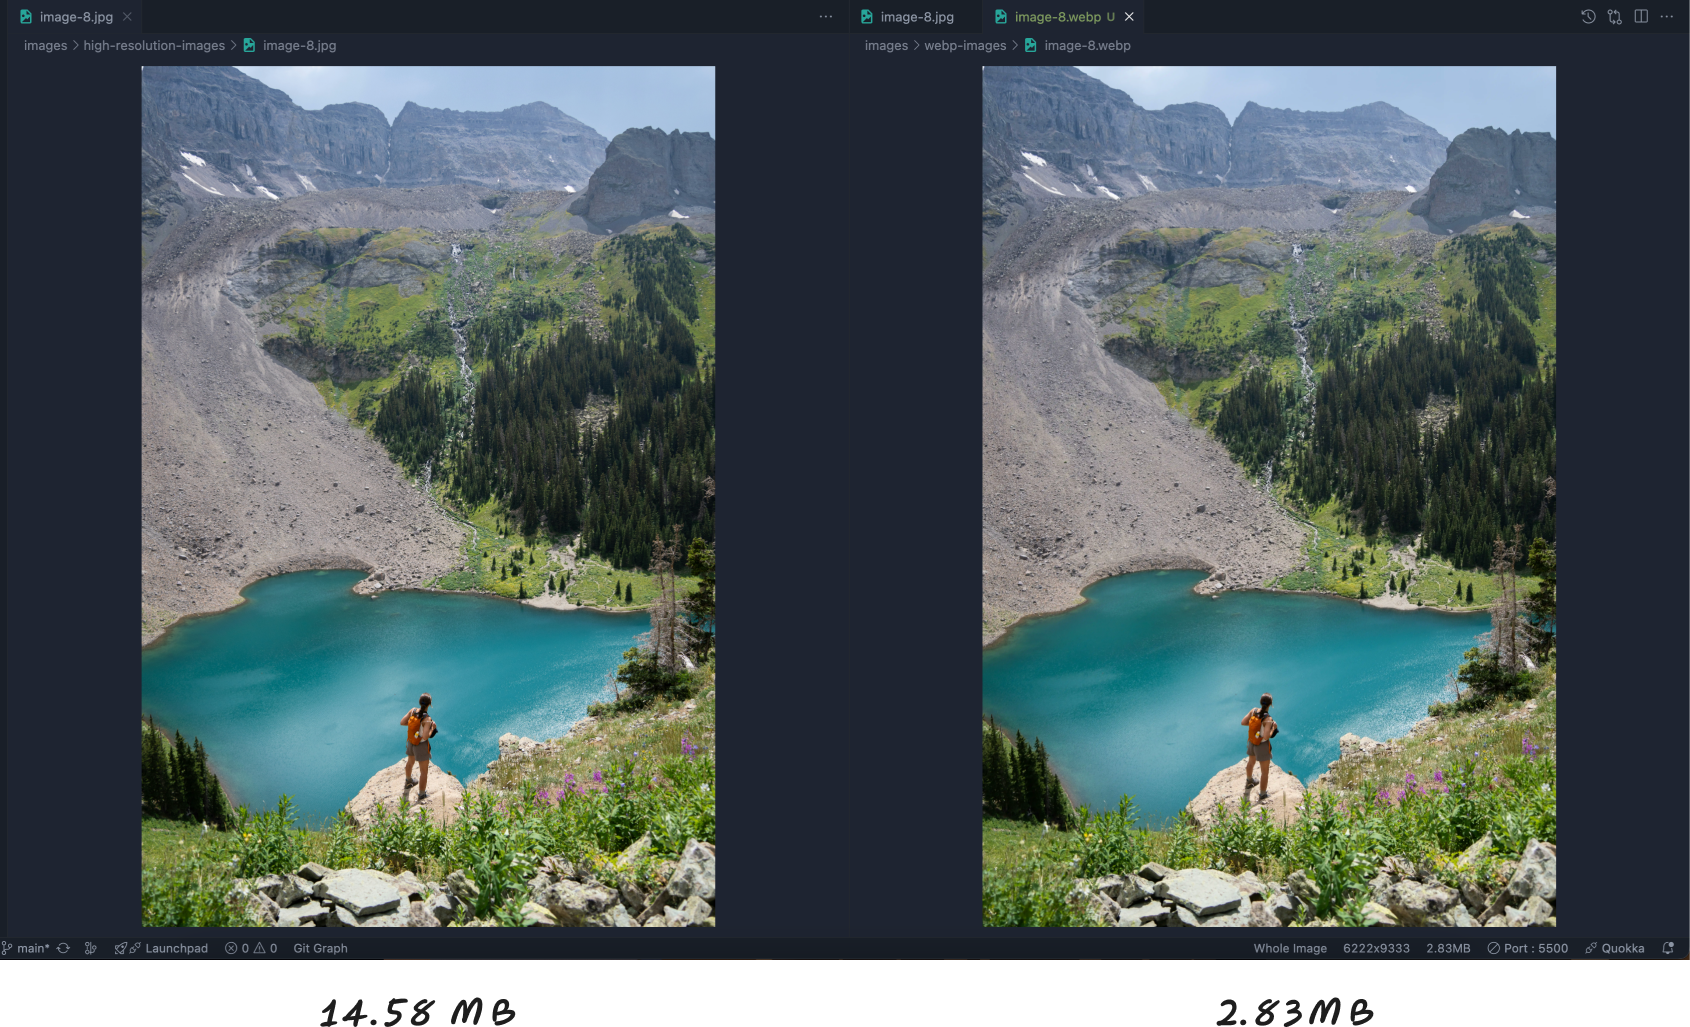 image-8.jpg
image-8.jpg image-8.webp U
images > high-resolution-images > image-8.jpg
images > webp-images > image-8.webp
main* Launchpad 0 0 Git Graph
Whole Image 6222x9333 2.83MB Port : 5500 Quokka
14.58 MB
2.83MB